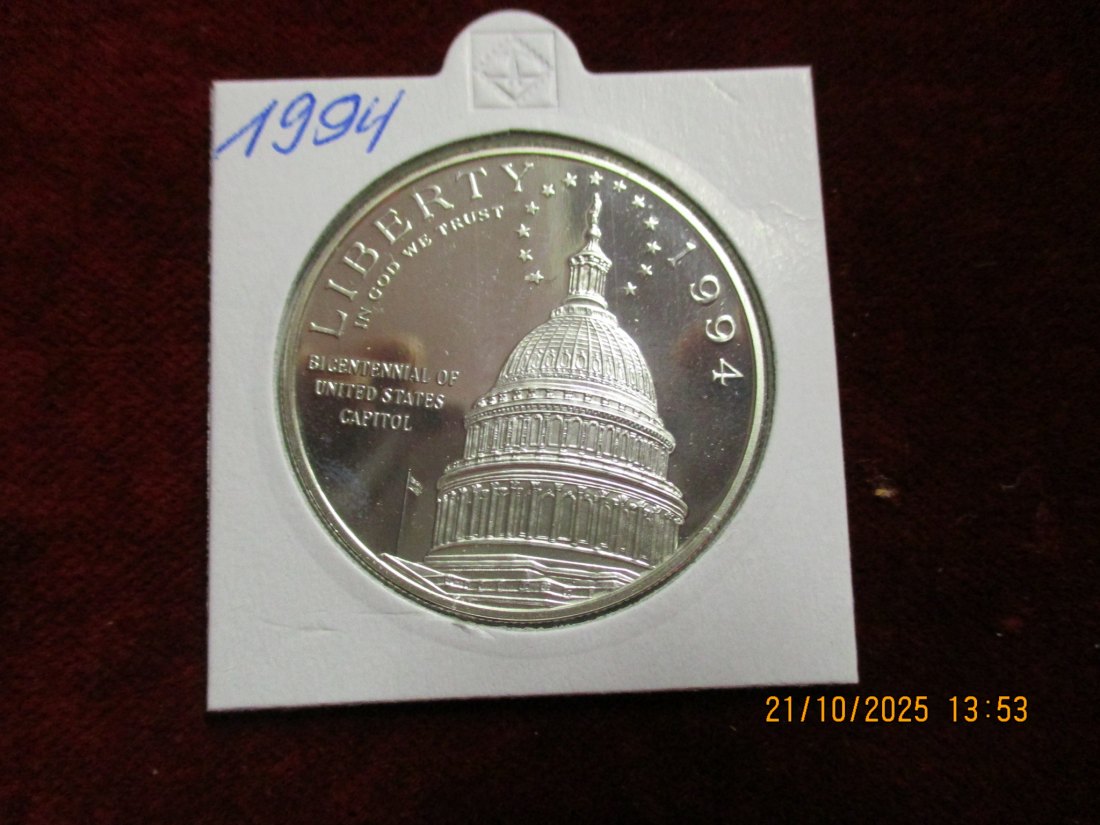 1994
LIBERTY
IN GOD WE TRUST
1994
BICENTENNIAL OF
UNITED STATES
CAPITOL
21/10/2025 13:53